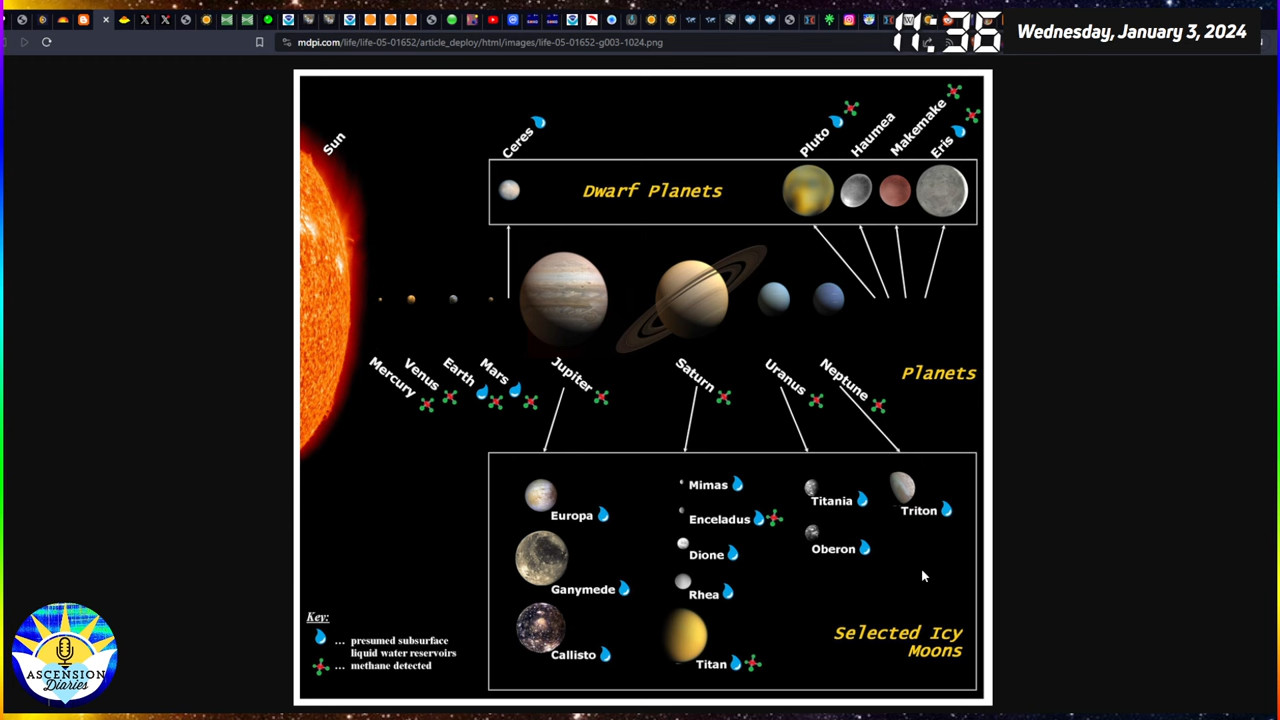 11:36
Wednesday, January 3, 2024
mdpi.com/life/life-05-01652/article_deploy/html/images/life-05-01652-g003-1024.png
Sun
Ceres
Pluto
Haumea
Makemake
Eris
Dwarf Planets
Mercury
Venus
Earth
Mars
Jupiter
Saturn
Uranus
Neptune
Planets
Europa
Ganymede
Callisto
Mimas
Enceladus
Dione
Rhea
Titan
Titania
Oberon
Triton
Selected Icy
Moons
Key:
... presumed subsurface
liquid water reservoirs
... methane detected
ASCENSION
Diaries